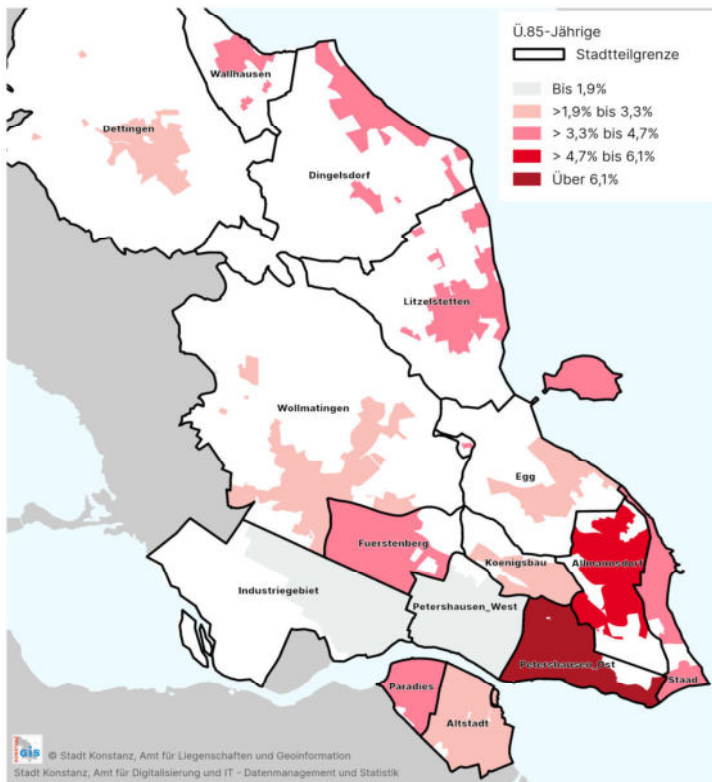 Ü.85-Jährige
Stadtteilgrenze
Bis 1,9%
>1,9% bis 3,3%
> 3,3% bis 4,7%
> 4,7% bis 6,1%
Über 6,1%
Wallhausen
Dettingen
Dingelsdorf
Litzelstetten
Wollmatingen
Egg
Fuerstenberg
Koenigsbau
Allmannsdorf
Industriegebiet
Petershausen_West
Petershausen_Ost
Staad
Paradies
Altstadt
GIS
© Stadt Konstanz, Amt für Liegenschaften und Geoinformation
Stadt Konstanz, Amt für Digitalisierung und IT - Datenmanagement und Statistik